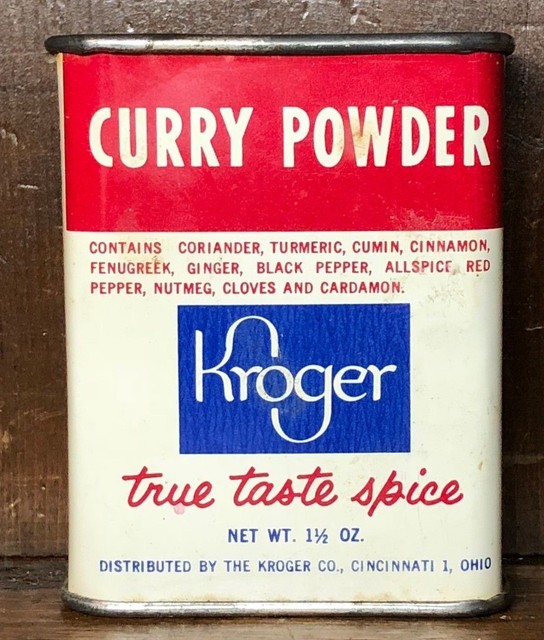 CURRY POWDER
CONTAINS CORIANDER, TURMERIC, CUMIN, CINNAMON,
FENUGREEK, GINGER, BLACK PEPPER, ALLSPICE, RED
PEPPER, NUTMEG, CLOVES AND CARDAMON.
Kroger
true taste spice
NET WT. 1½ OZ.
DISTRIBUTED BY THE KROGER CO., CINCINNATI 1, OHIO